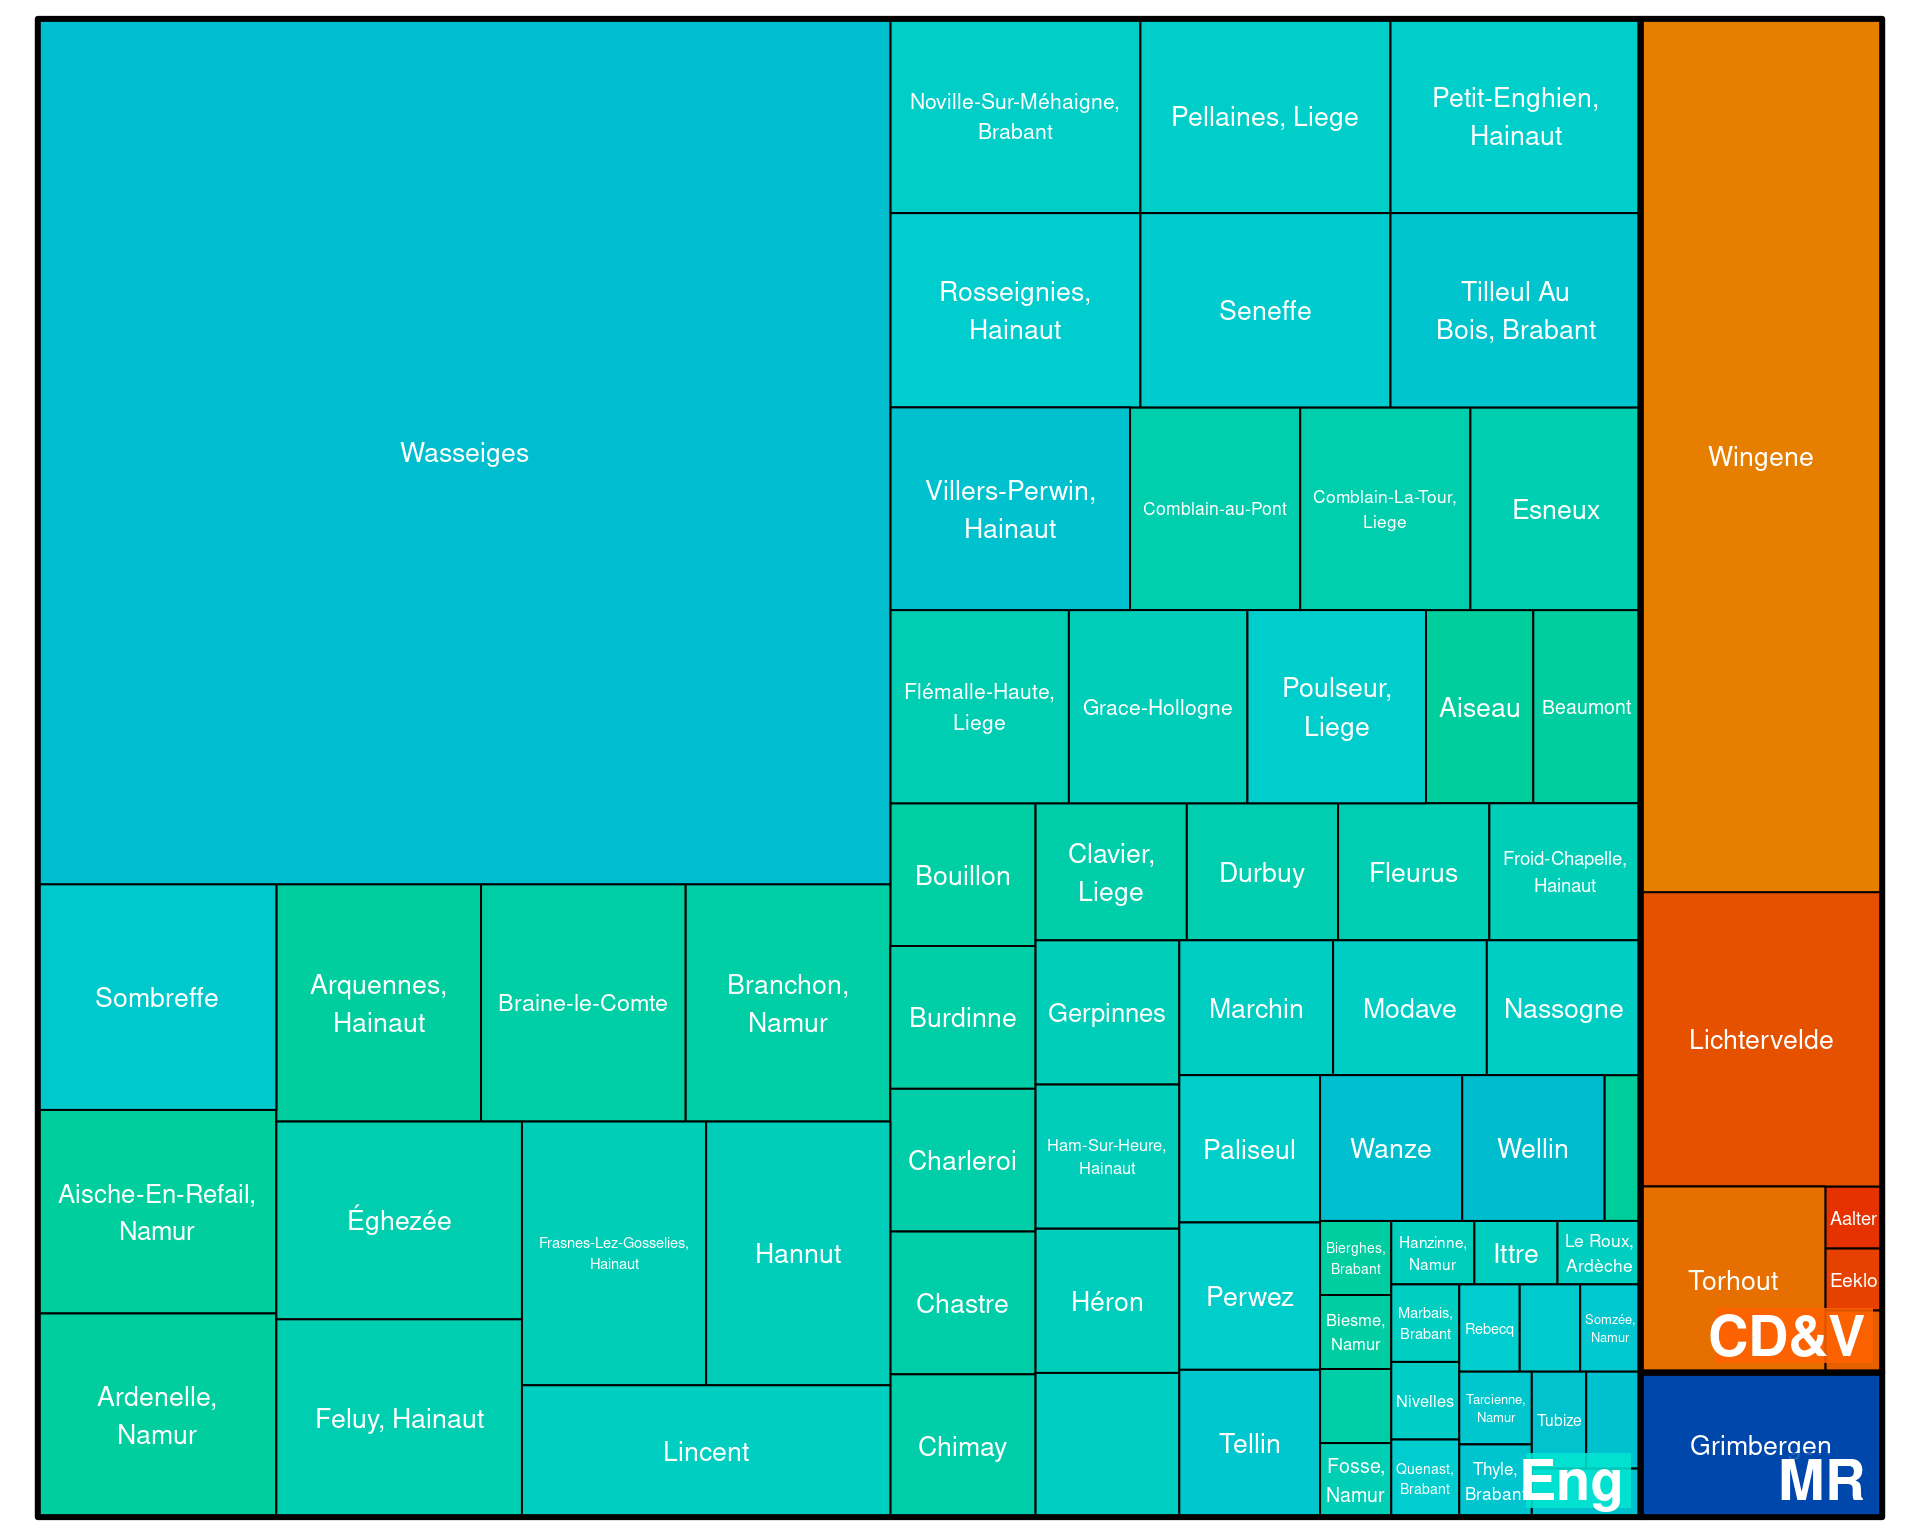 Wasseiges
Noville-Sur-Méhaigne,
Brabant
Pellaines, Liege
Petit-Enghien,
Hainaut
Rosseignies,
Hainaut
Seneffe
Tilleul Au
Bois, Brabant
Villers-Perwin,
Hainaut
Comblain-au-Pont
Comblain-La-Tour,
Liege
Esneux
Flémalle-Haute,
Liege
Grace-Hollogne
Poulseur,
Liege
Aiseau
Beaumont
Bouillon
Clavier,
Liege
Durbuy
Fleurus
Froid-Chapelle,
Hainaut
Sombreffe
Arquennes,
Hainaut
Braine-le-Comte
Branchon,
Namur
Burdinne
Gerpinnes
Marchin
Modave
Nassogne
Aische-En-Refail,
Namur
Éghezée
Frasnes-Lez-Gosselies,
Hainaut
Hannut
Charleroi
Ham-Sur-Heure,
Hainaut
Paliseul
Wanze
Wellin
Ardenelle,
Namur
Feluy, Hainaut
Lincent
Chastre
Héron
Perwez
Bierghes,
Brabant
Hanzinne,
Namur
Ittre
Le Roux,
Ardèche
Biesme,
Namur
Marbais,
Brabant
Rebecq
Somzée,
Namur
Chimay
Tellin
Nivelles
Tarcienne,
Namur
Tubize
Fosse,
Namur
Quenast,
Brabant
Thyle,
Brabant
Eng
Wingene
Lichtervelde
Torhout
Aalter
Eeklo
CD&V
Grimbergen
MR